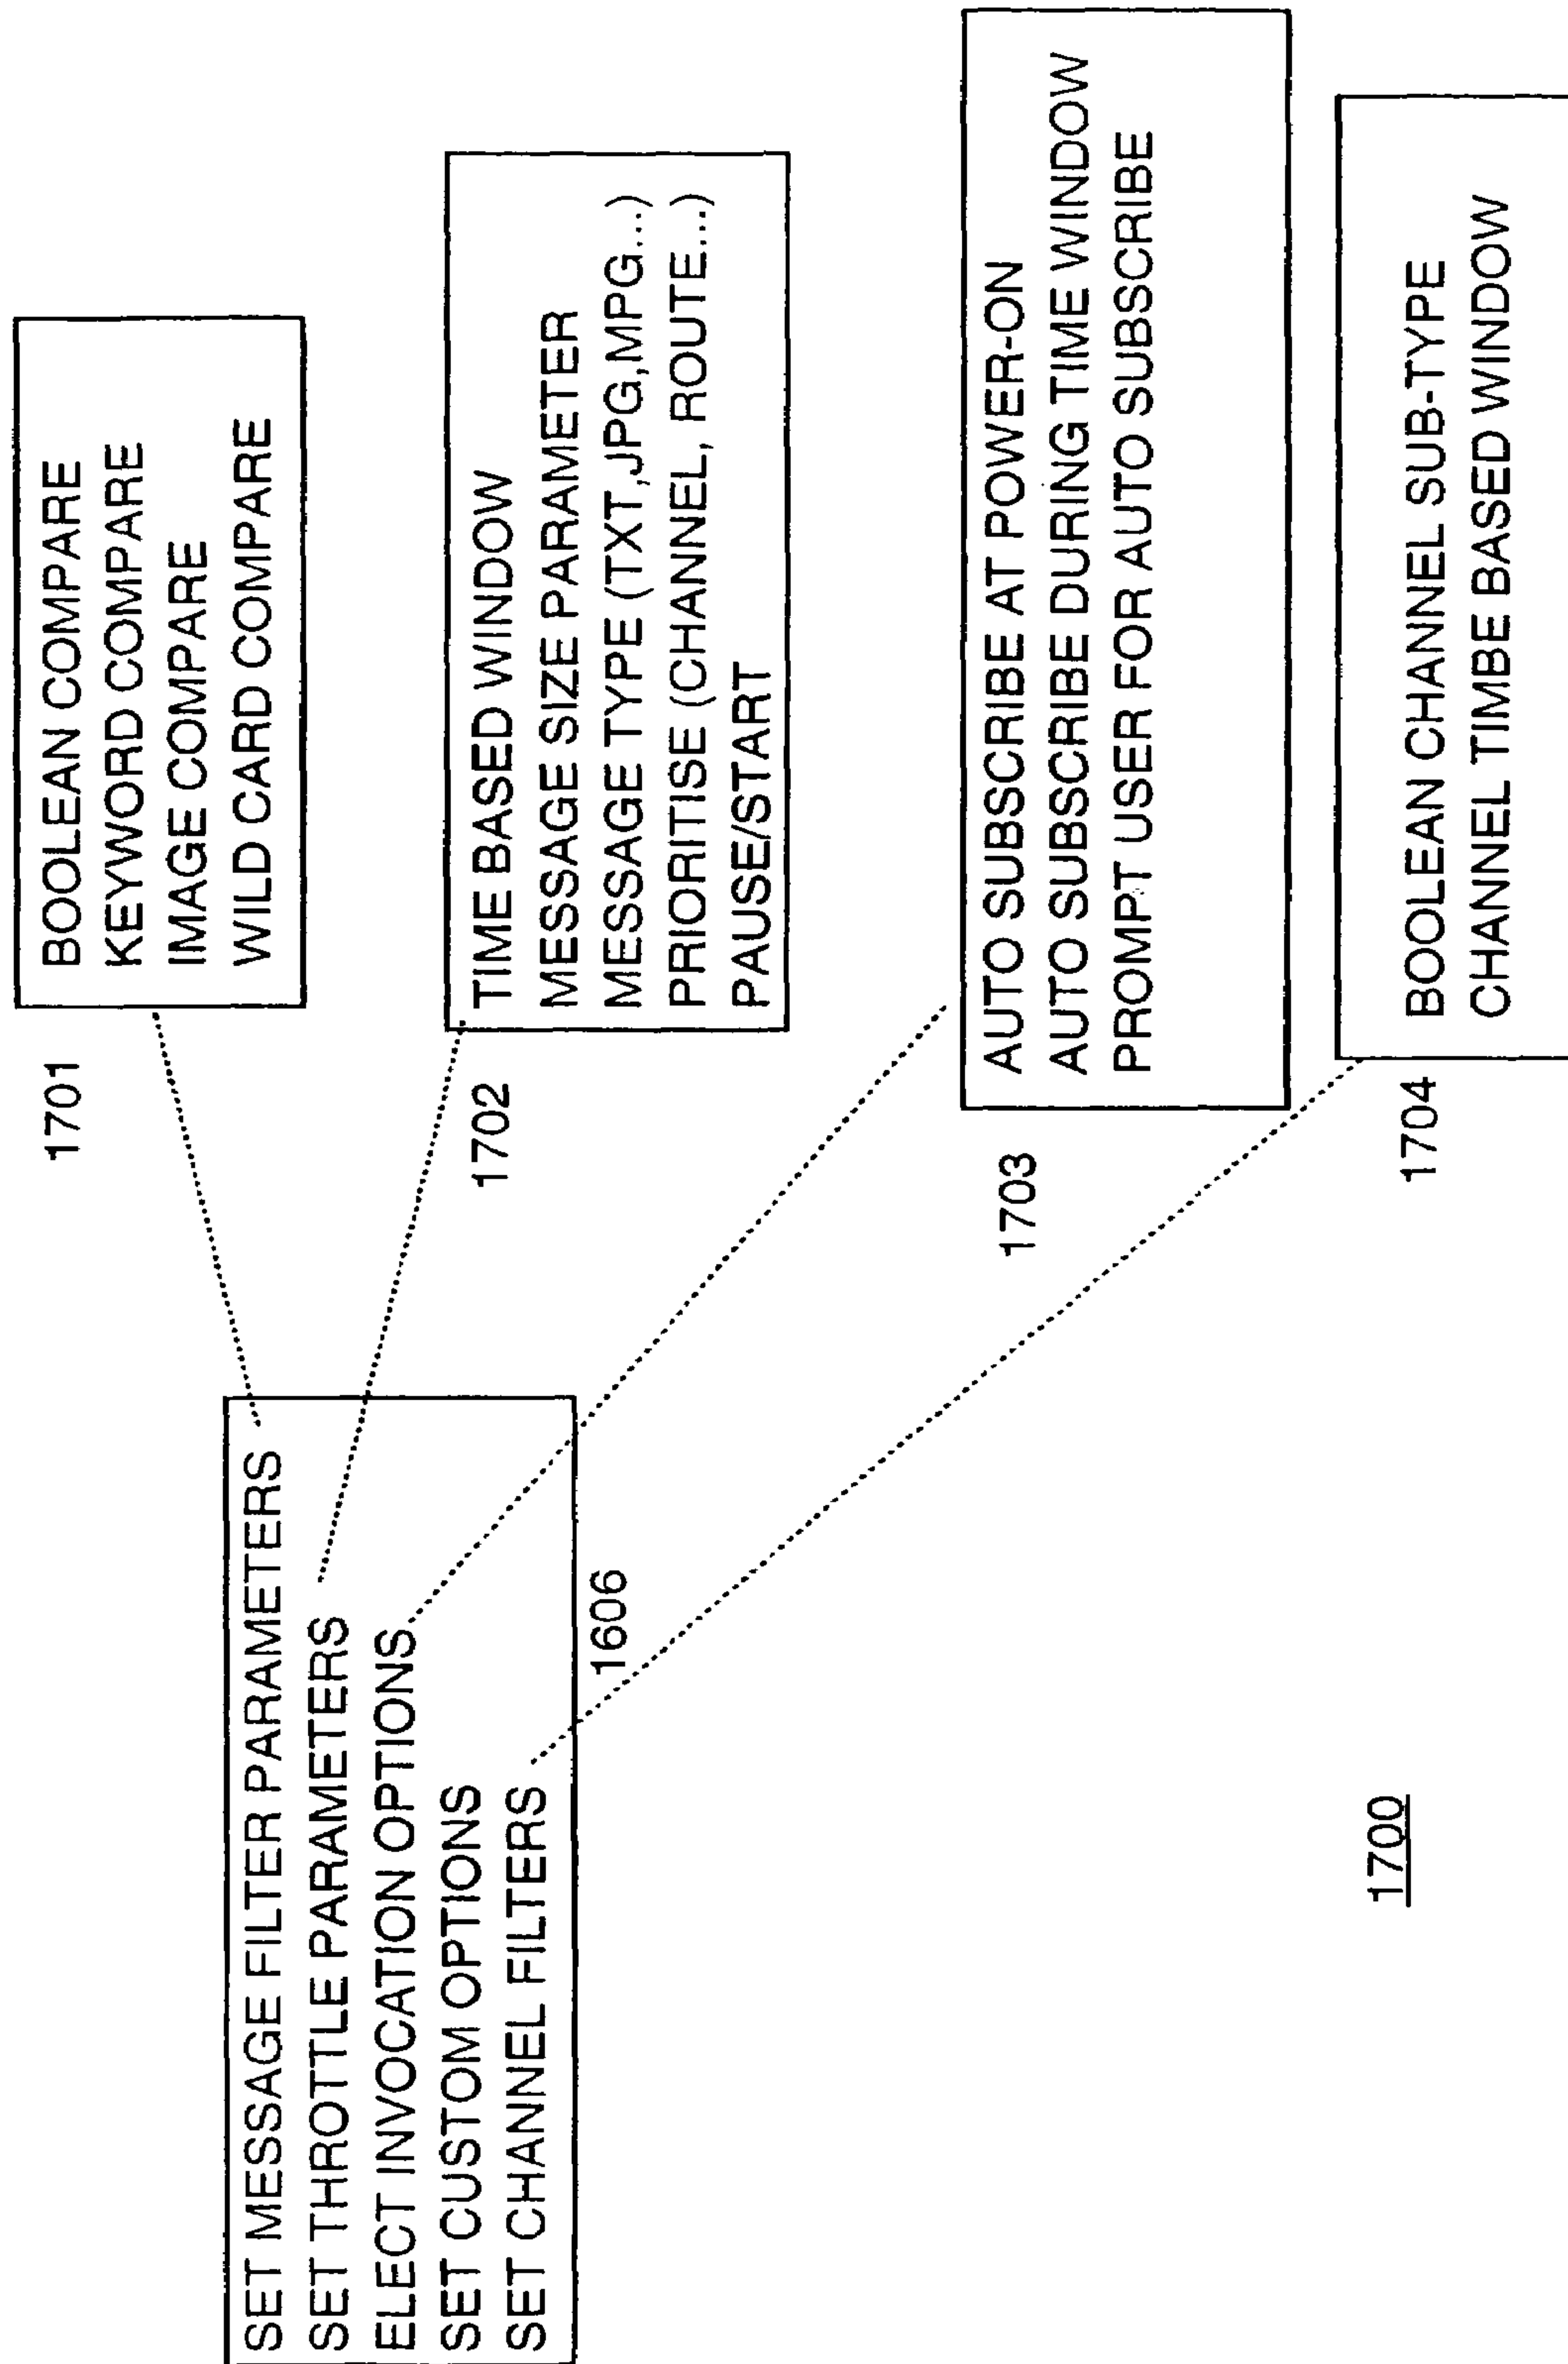 SET MESSAGE FILTER PARAMETERS
SET THROTTLE PARAMETERS
ELECT INVOCATION OPTIONS
SET CUSTOM OPTIONS
SET CHANNEL FILTERS
1606
1701
BOOLEAN COMPARE
KEYWORD COMPARE
IMAGE COMPARE
WILD CARD COMPARE
1702
TIME BASED WINDOW
MESSAGE SIZE PARAMETER
MESSAGE TYPE (TXT,JPG,MPG...)
PRIORITISE (CHANNEL, ROUTE...)
PAUSE/START
1703
AUTO SUBSCRIBE AT POWER-ON
AUTO SUBSCRIBE DURING TIME WINDOW
PROMPT USER FOR AUTO SUBSCRIBE
1704
BOOLEAN CHANNEL SUB-TYPE
CHANNEL TIMBE BASED WINDOW
1700